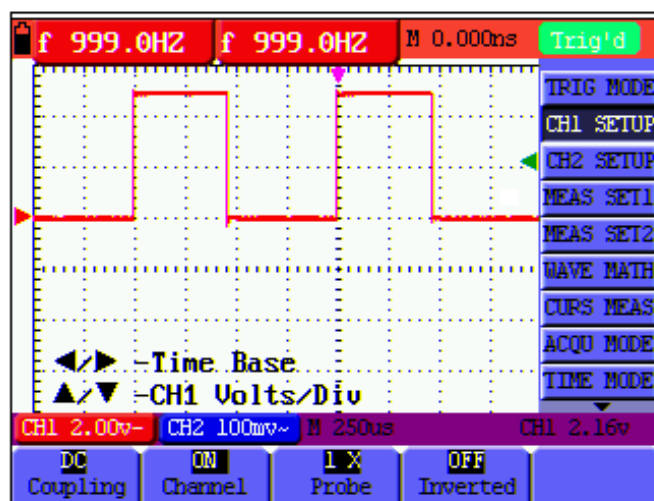 f 999.0HZ f 999.0HZ M 0.000ns Trig'd
TRIG MODE
CH1 SETUP
CH2 SETUP
MEAS SET1
MEAS SET2
WAVE MATH
CURS MEAS
ACQU MODE
TIME MODE
◄/► -Time Base
▲/▼ -CH1 Volts/Div
CH1 2.00v- CH2 100mv~ M 250us CH1 2.16v
DC ON 1 X OFF
Coupling Channel Probe Inverted